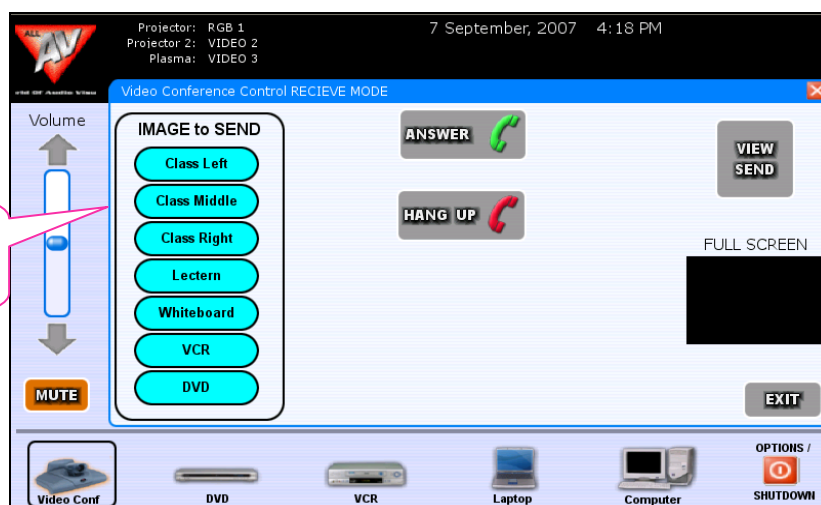 ALL
AV
Projector: RGB 1
Projector 2: VIDEO 2
Plasma: VIDEO 3
7 September, 2007 4:18 PM
Video Conference Control RECIEVE MODE
Volume
MUTE
IMAGE to SEND
Class Left
Class Middle
Class Right
Lectern
Whiteboard
VCR
DVD
ANSWER
HANG UP
VIEW
SEND
FULL SCREEN
EXIT
Video Conf
DVD
VCR
Laptop
Computer
OPTIONS /
SHUTDOWN